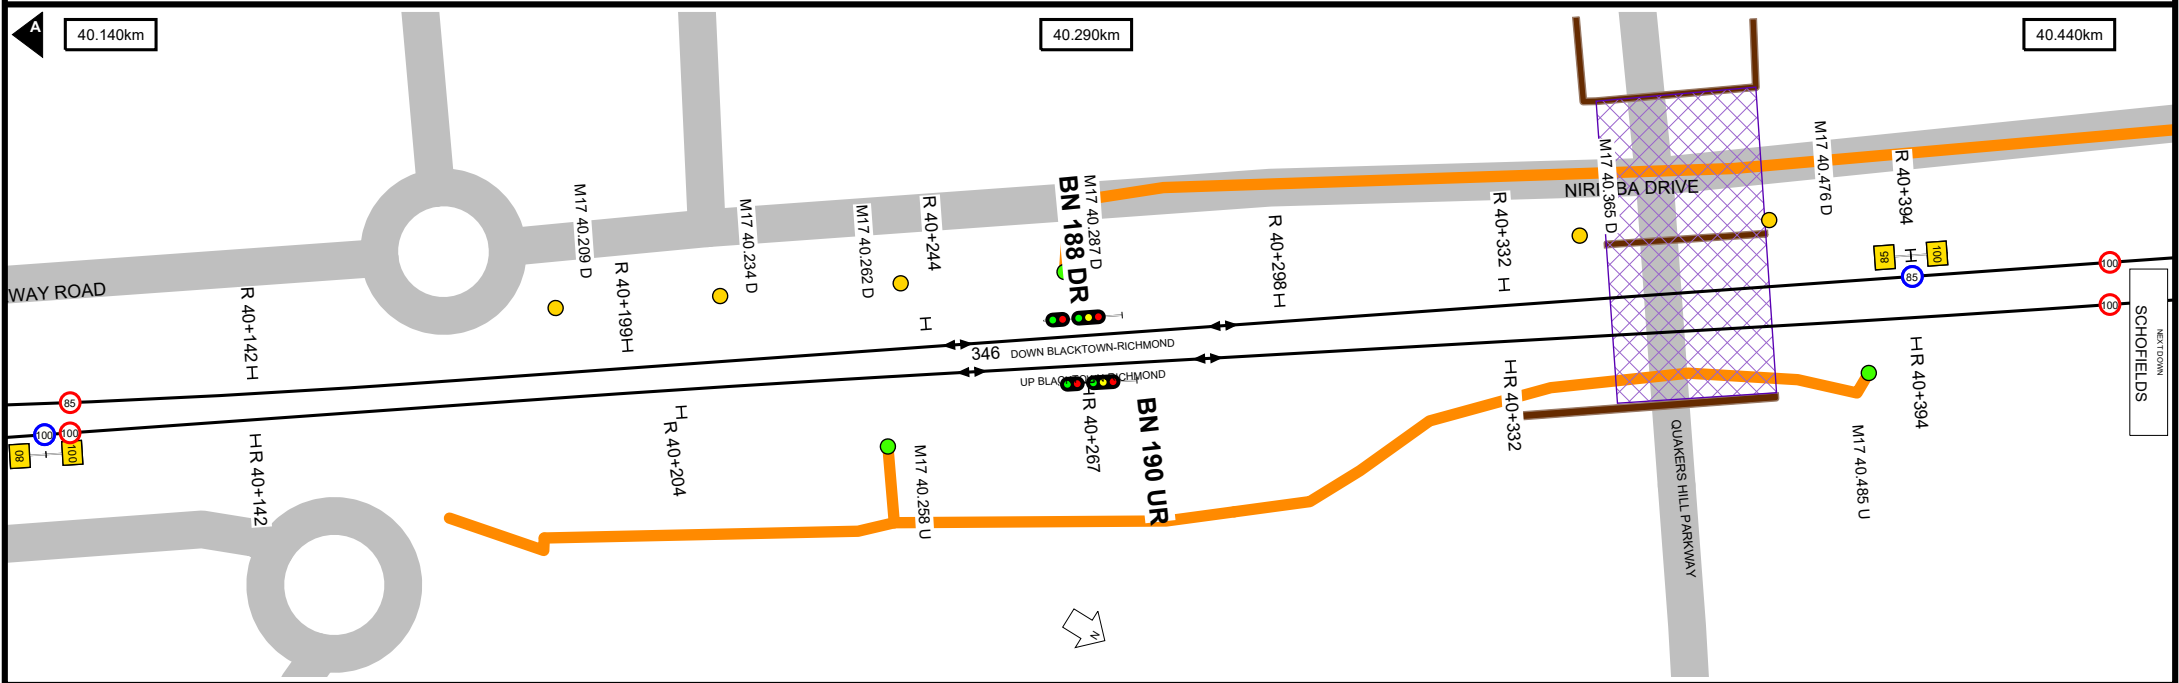 A
40.140km
40.290km
40.440km
WAY ROAD
M17 40.209 D
M17 40.234 D
M17 40.262 D
R 40+244
BN 188 DR
M17 40.287 D
R 40+298 H
R 40+332 H
M17 40.365 D
NIRI BA DRIVE
M17 40.476 D
R 40+394
H
R 40+142 H
R 40+199H
H
98
100
85
100
100
346
DOWN BLACKTOWN-RICHMOND
UP BLACKTOWN-RICHMOND
85
100
100
100
HR 40+142
H
R 40+204
M17 40.258 U
HR 40+267
BN 190 UR
HR 40+332
QUAKERS HILL PARKWAY
HR 40+394
M17 40.485 U
NEXT DOWN
SCHOFIELDS
N